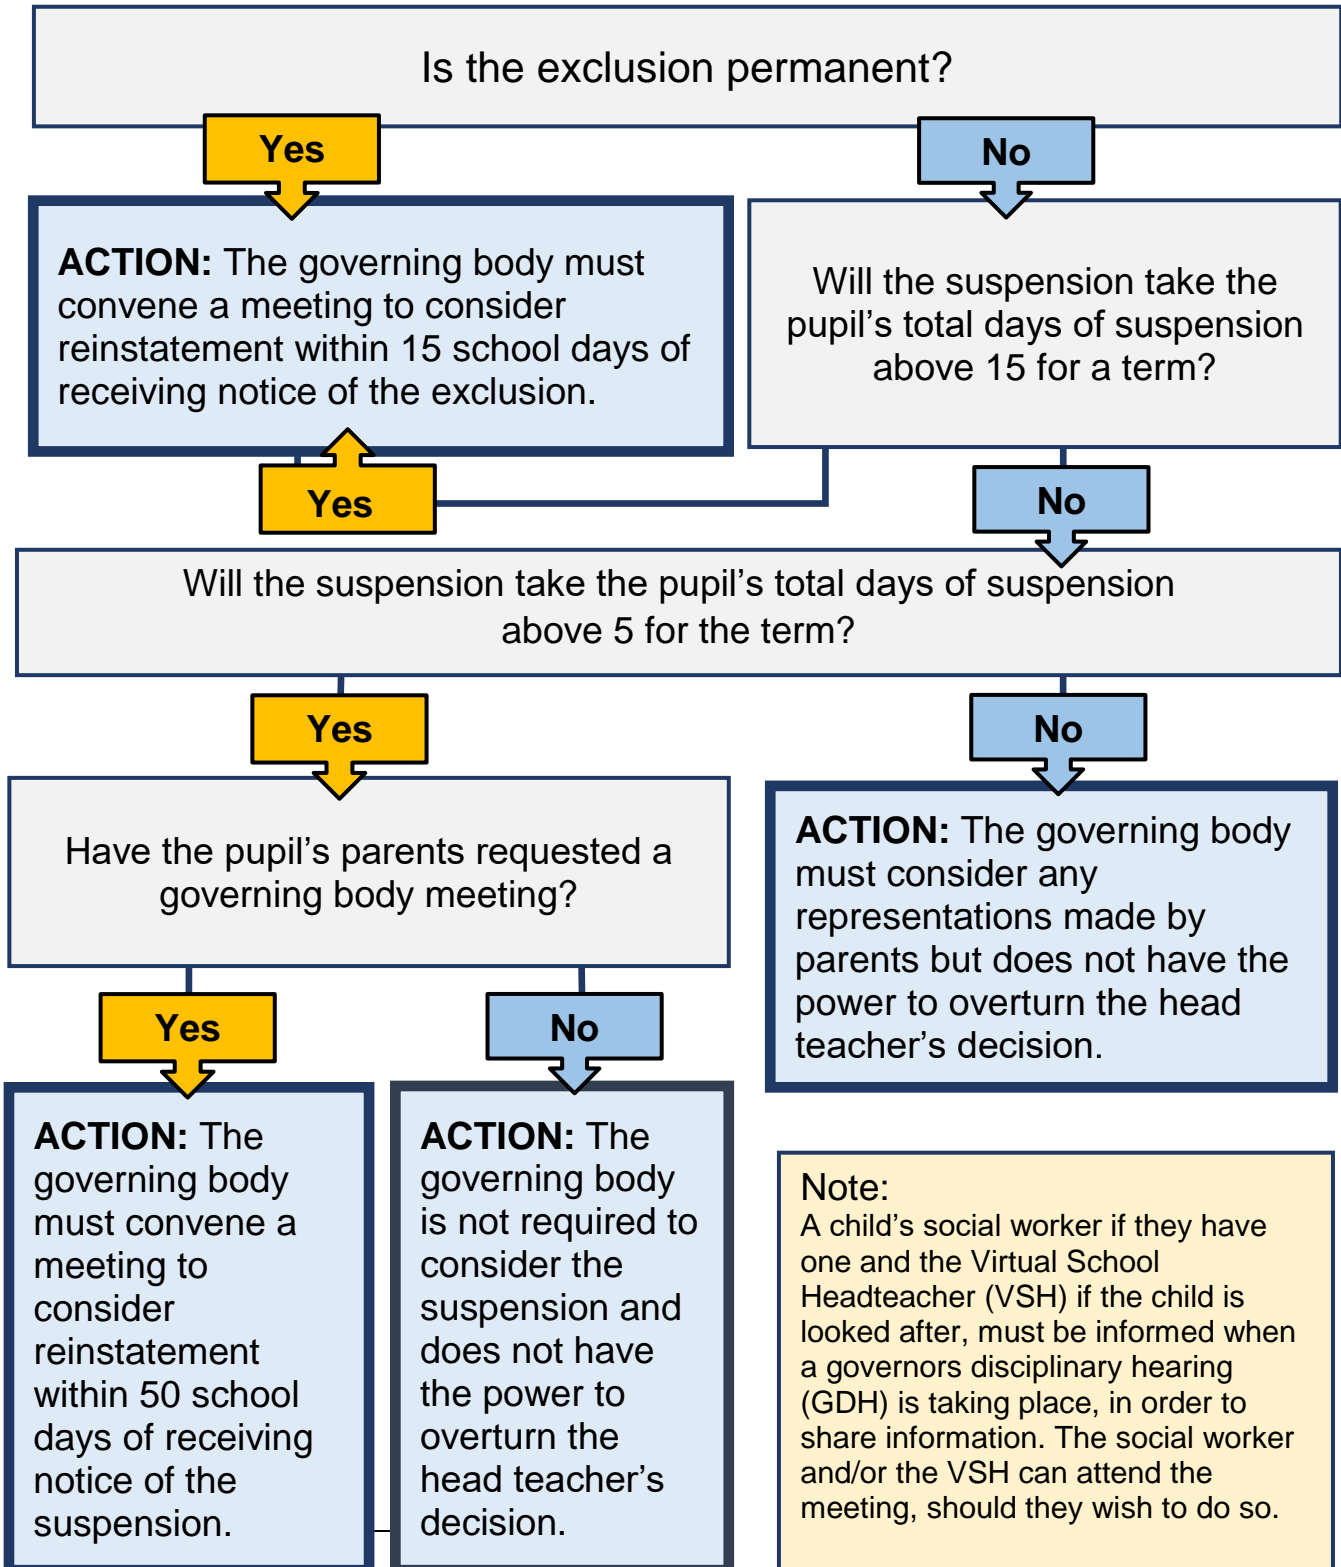 Is the exclusion permanent?
Yes
No
ACTION: The governing body must
convene a meeting to consider
reinstatement within 15 school days of
receiving notice of the exclusion.
Will the suspension take the
pupil’s total days of suspension
above 15 for a term?
Yes
No
Will the suspension take the pupil’s total days of suspension
above 5 for the term?
Yes
No
Have the pupil’s parents requested a
governing body meeting?
ACTION: The governing body
must consider any
representations made by
parents but does not have the
power to overturn the head
teacher’s decision.
Yes
No
ACTION: The
governing body
must convene a
meeting to
consider
reinstatement
within 50 school
days of receiving
notice of the
suspension.
ACTION: The
governing body
is not required to
consider the
suspension and
does not have
the power to
overturn the
head teacher’s
decision.
Note:
A child’s social worker if they have
one and the Virtual School
Headteacher (VSH) if the child is
looked after, must be informed when
a governors disciplinary hearing
(GDH) is taking place, in order to
share information. The social worker
and/or the VSH can attend the
meeting, should they wish to do so.